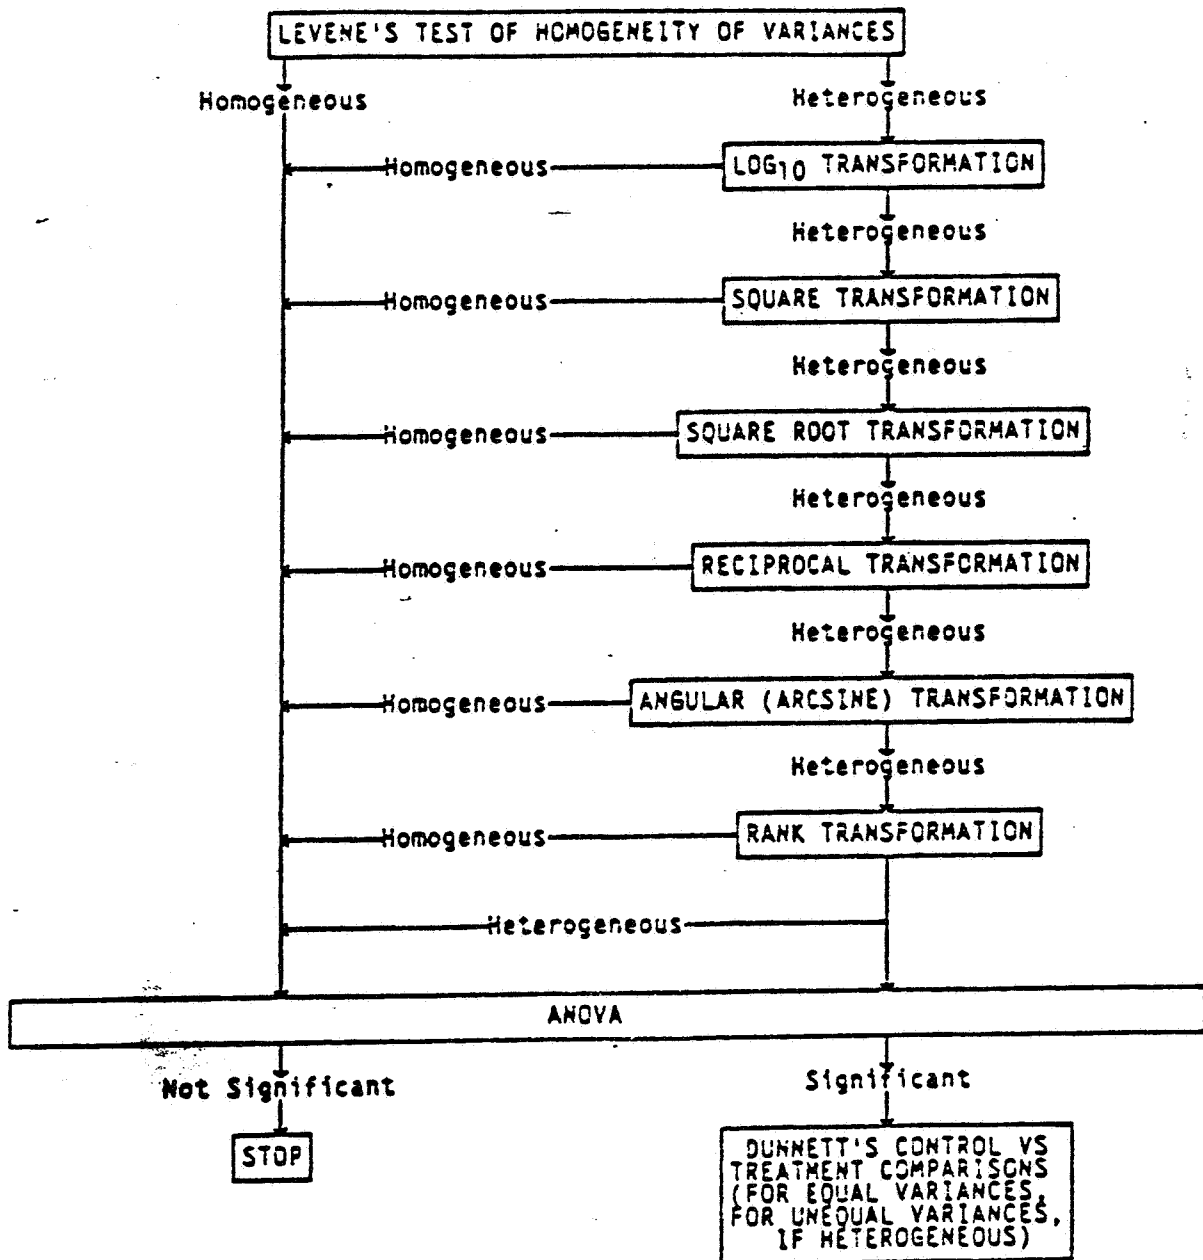 LEVENE'S TEST OF HOMOGENEITY OF VARIANCES
Homogeneous
Heterogeneous
Homogeneous
LOG10 TRANSFORMATION
Heterogeneous
Homogeneous
SQUARE TRANSFORMATION
Heterogeneous
Homogeneous
SQUARE ROOT TRANSFORMATION
Heterogeneous
Homogeneous
RECIPROCAL TRANSFORMATION
Heterogeneous
Homogeneous
ANGULAR (ARCSINE) TRANSFORMATION
Heterogeneous
Homogeneous
RANK TRANSFORMATION
Heterogeneous
ANOVA
Not Significant
Significant
STOP
DUNNETT'S CONTROL VS
TREATMENT COMPARISONS
(FOR EQUAL VARIANCES,
FOR UNEQUAL VARIANCES,
IF HETEROGENEOUS)